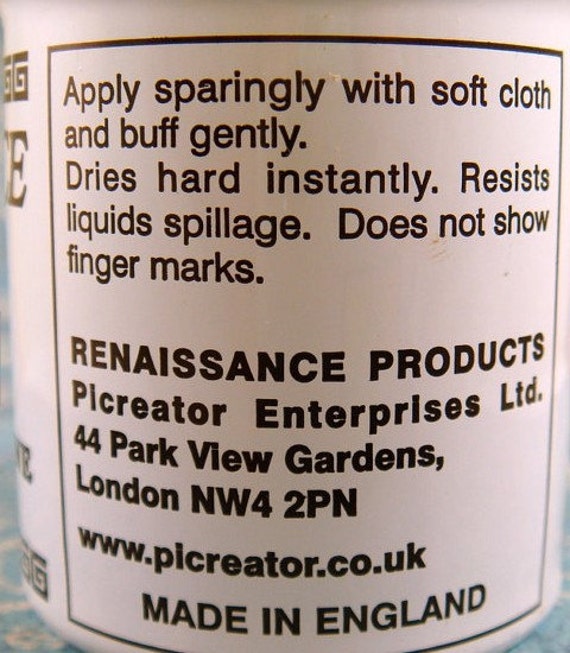 Apply sparingly with soft cloth
and buff gently.
Dries hard instantly. Resists
liquids spillage. Does not show
finger marks.
RENAISSANCE PRODUCTS
Picreator Enterprises Ltd.
44 Park View Gardens,
London NW4 2PN
www.picreator.co.uk
MADE IN ENGLAND